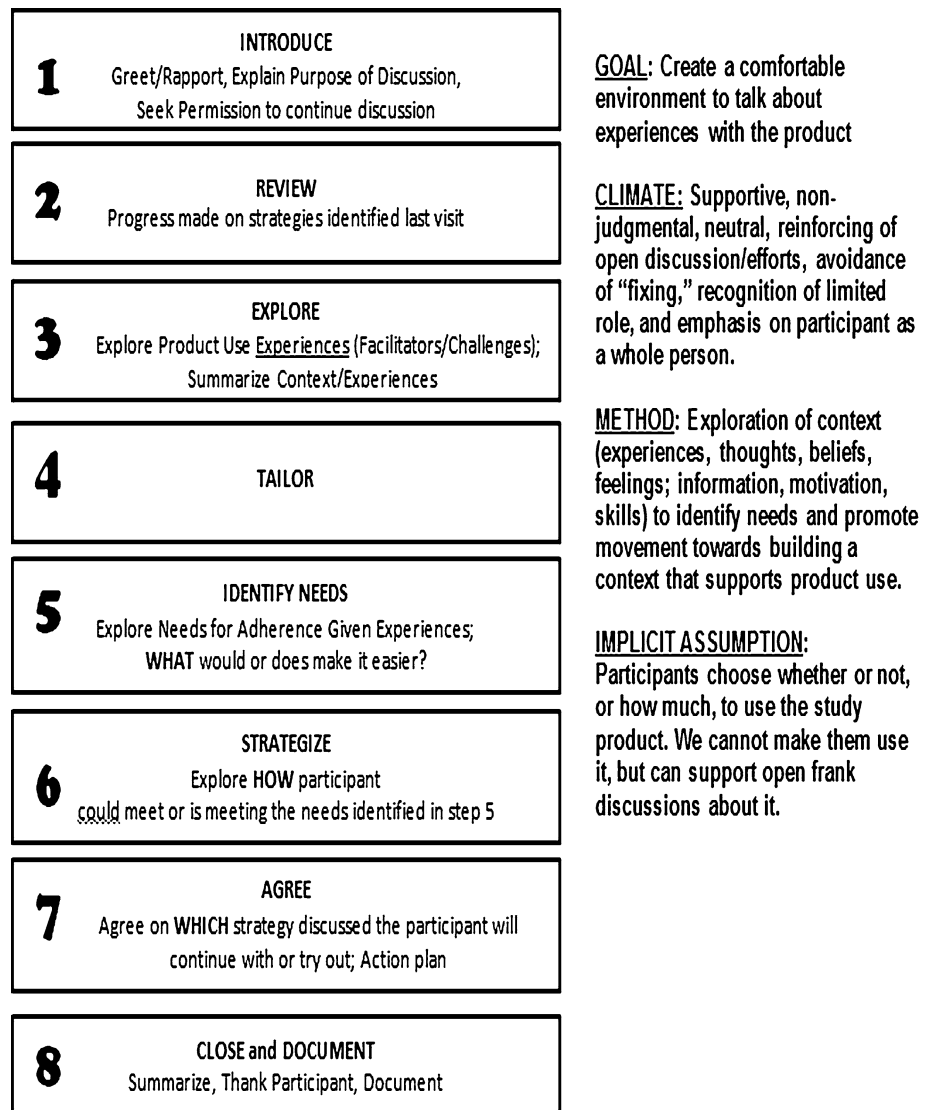 1
INTRODUCE
Greet/Rapport, Explain Purpose of Discussion,
Seek Permission to continue discussion
2
REVIEW
Progress made on strategies identified last visit
3
EXPLORE
Explore Product Use Experiences (Facilitators/Challenges);
Summarize Context/Experiences
4
TAILOR
5
IDENTIFY NEEDS
Explore Needs for Adherence Given Experiences;
WHAT would or does make it easier?
6
STRATEGIZE
Explore HOW participant
could meet or is meeting the needs identified in step 5
7
AGREE
Agree on WHICH strategy discussed the participant will
continue with or try out; Action plan
8
CLOSE and DOCUMENT
Summarize, Thank Participant, Document
GOAL: Create a comfortable
environment to talk about
experiences with the product
CLIMATE: Supportive, non-
judgmental, neutral, reinforcing of
open discussion/efforts, avoidance
of “fixing,” recognition of limited
role, and emphasis on participant as
a whole person.
METHOD: Exploration of context
(experiences, thoughts, beliefs,
feelings; information, motivation,
skills) to identify needs and promote
movement towards building a
context that supports product use.
IMPLICIT ASSUMPTION:
Participants choose whether or not,
or how much, to use the study
product. We cannot make them use
it, but can support open frank
discussions about it.